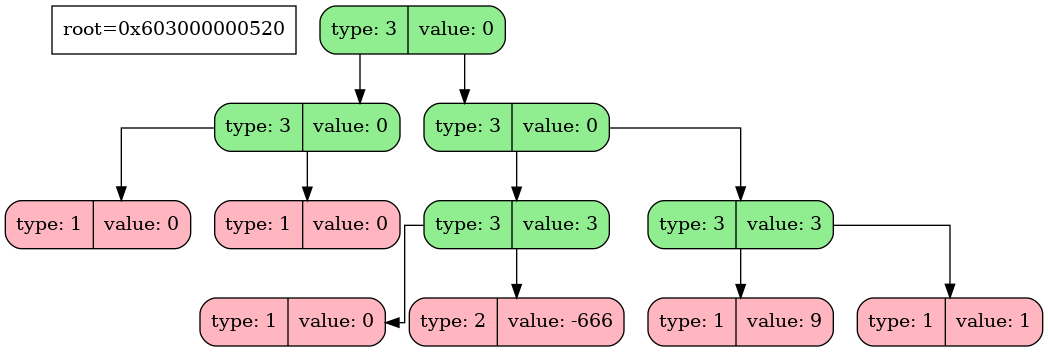 root=0x603000000520
type: 3 value: 0
type: 3 value: 0
type: 3 value: 0
type: 1 value: 0
type: 1 value: 0
type: 3 value: 3
type: 3 value: 3
type: 1 value: 0
type: 2 value: -666
type: 1 value: 9
type: 1 value: 1